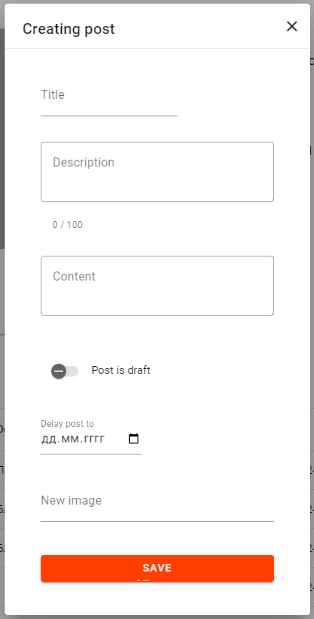 Creating post
Title
Description
0 / 100
Content
Post is draft
Delay post to
дд.мм.гггг
New image
SAVE